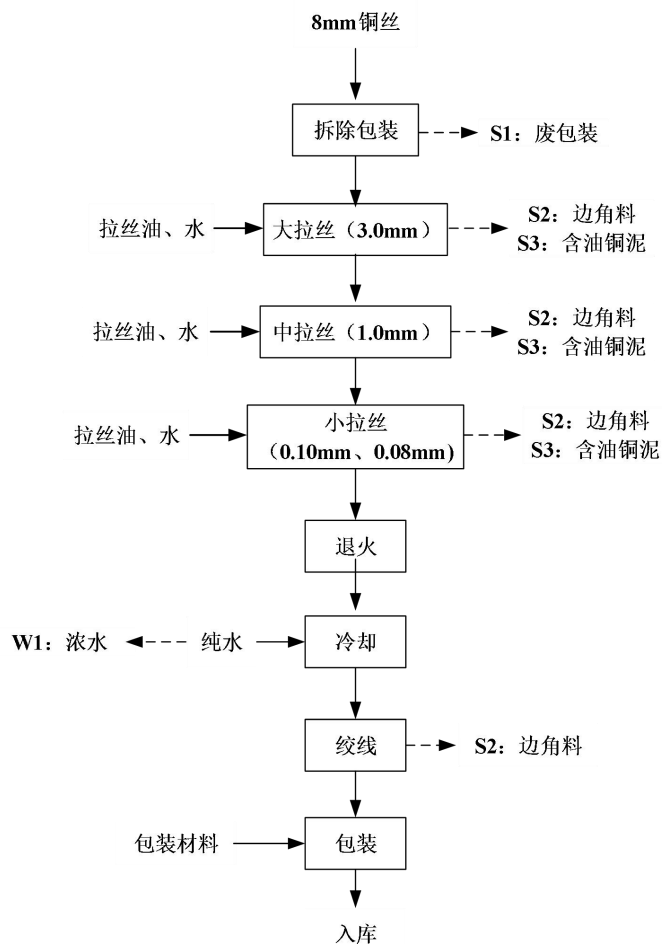 8mm铜丝
拆除包装
S1：废包装
拉丝油、水
大拉丝（3.0mm）
S2：边角料
S3：含油铜泥
拉丝油、水
中拉丝（1.0mm）
S2：边角料
S3：含油铜泥
拉丝油、水
小拉丝
（0.10mm、0.08mm)
S2：边角料
S3：含油铜泥
退火
W1：浓水
纯水
冷却
绞线
S2：边角料
包装材料
包装
入库